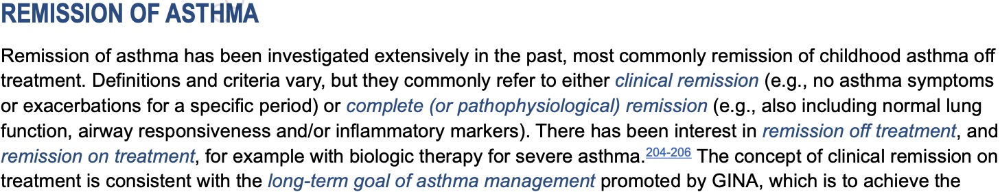 REMISSION OF ASTHMA
Remission of asthma has been investigated extensively in the past, most commonly remission of childhood asthma off
treatment. Definitions and criteria vary, but they commonly refer to either clinical remission (e.g., no asthma symptoms
or exacerbations for a specific period) or complete (or pathophysiological) remission (e.g., also including normal lung
function, airway responsiveness and/or inflammatory markers). There has been interest in remission off treatment, and
remission on treatment, for example with biologic therapy for severe asthma.204-206 The concept of clinical remission on
treatment is consistent with the long-term goal of asthma management promoted by GINA, which is to achieve the